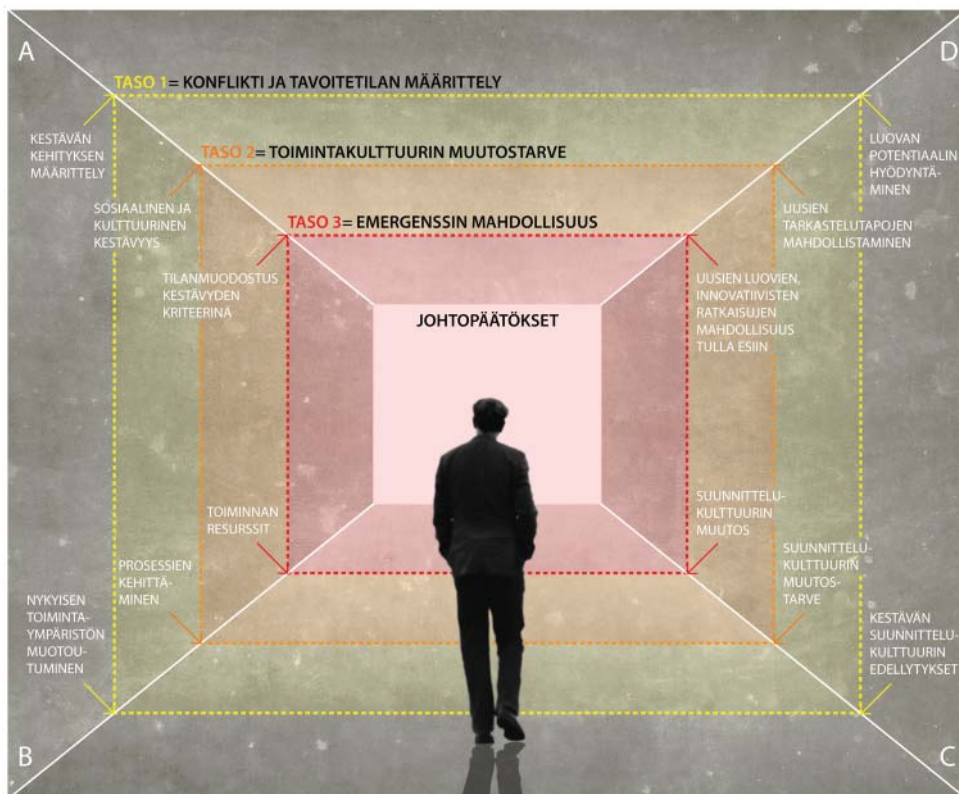 A
D
TASO 1= KONFLIKTI JA TAVOITETILAN MÄÄRITTELY
KESTÄVÄN
KEHITYKSEN
MÄÄRITTELY
LUOVAN
POTENTIAALIN
HYÖDYNTÄ-
MINEN
TASO 2= TOIMINTAKULTTUURIN MUUTOSTARVE
SOSIAALINEN JA
KULTTUURINEN
KESTÄVYYS
UUSIEN
TARKASTELUTAPOJEN
MAHDOLLISTAMINEN
TASO 3= EMERGENSSIN MAHDOLLISUUS
TILANMUODOSTUS
KESTÄVYDEN
KRITEERINA
UUSIEN LUOVIEN,
INNOVATIIVISTEN
RATKAISUJEN
MAHDOLLISUUS
TULLA ESIIN
JOHTOPÄÄTÖKSET
TOIMINNAN
RESURSSIT
SUUNNITTELU-
KULTTUURIN
MUUTOS
PROSESSIEN
KEHITTÄ-
MINEN
SUUNNITTELU-
KULTTUURIN
MUUTOS-
TARVE
NYKYISEN
TOIMINTA-
YMPÄRISTÖN
MUOTOU-
TUMINEN
KESTÄVÄN
SUUNNITTELU-
KULTTUURIN
EDELLYTYKSET
B
C